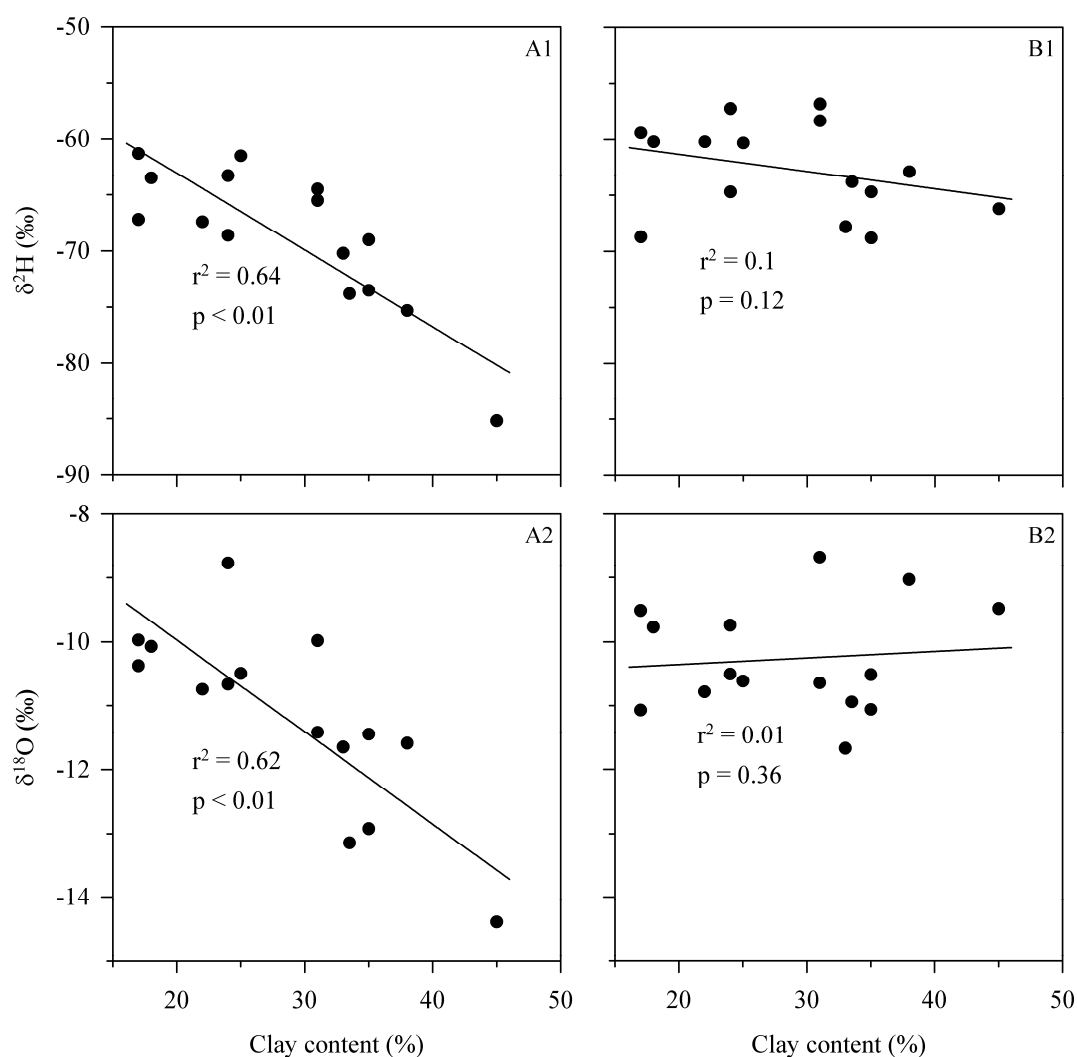 -50
-60
-70
-80
-90
δ²H (‰)
A1
r² = 0.64
p < 0.01
B1
r² = 0.1
p = 0.12
-8
-10
-12
-14
δ¹⁸O (‰)
A2
r² = 0.62
p < 0.01
B2
r² = 0.01
p = 0.36
20 30 40 50
20 30 40 50
Clay content (%)
Clay content (%)